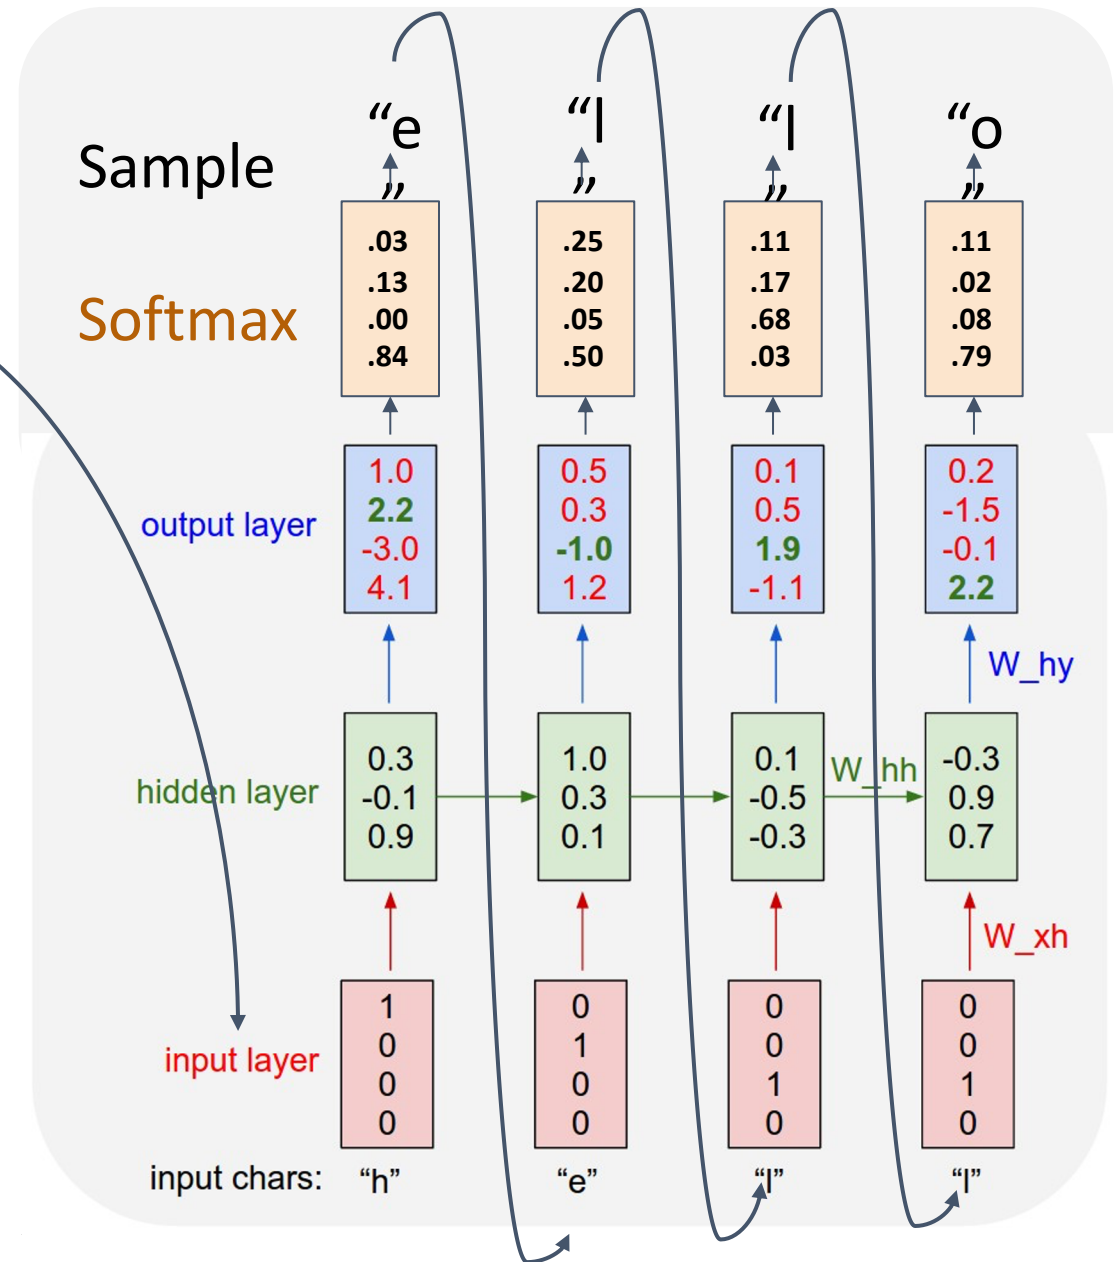 Sample “e” “l” “l” “o”
Softmax
.03 .25 .11 .11
.13 .20 .17 .02
.00 .05 .68 .08
.84 .50 .03 .79
output layer
1.0 0.5 0.1 0.2
2.2 0.3 0.5 -1.5
-3.0 -1.0 1.9 -0.1
4.1 1.2 -1.1 2.2
W_hy
hidden layer
0.3 1.0 0.1 -0.3
-0.1 0.3 -0.5 0.9
0.9 0.1 -0.3 0.7
W_hh
W_xh
input layer
1 0 0 0
0 1 0 0
0 0 1 1
0 0 0 0
input chars: “h” “e” “l” “l”